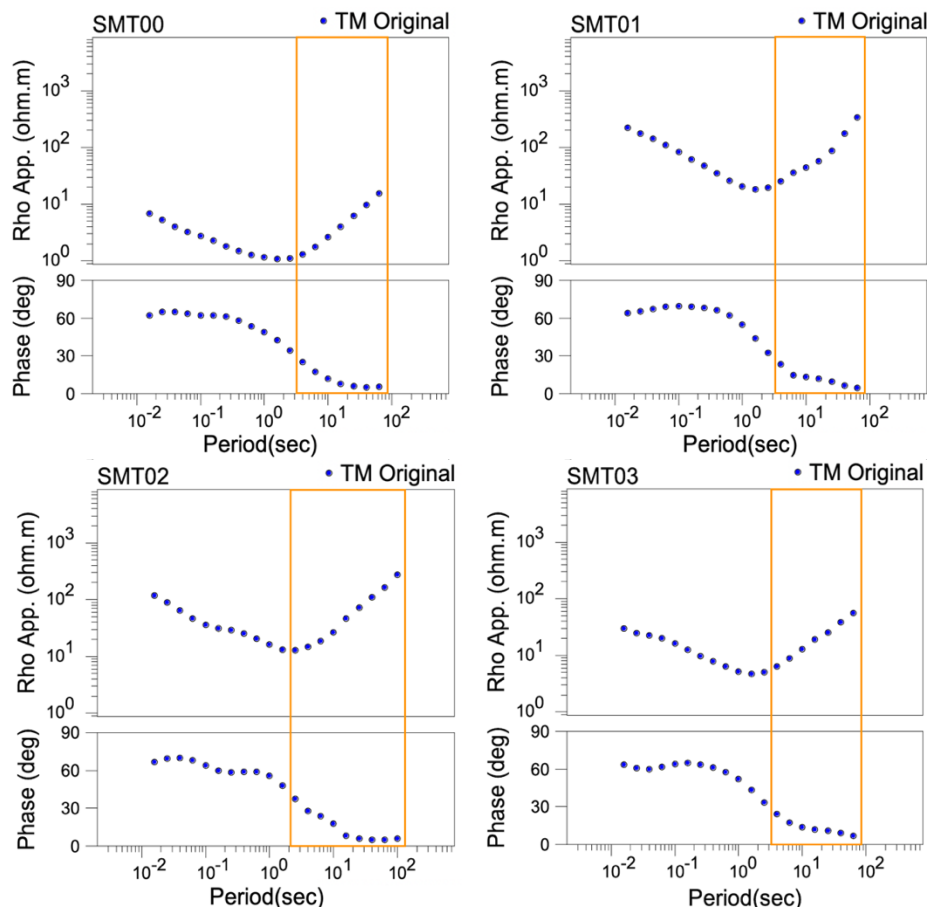 SMT00 TM Original
Rho App. (ohm.m)
10³
10²
10¹
10⁰
Phase (deg)
90
60
30
0
10⁻² 10⁻¹ 10⁰ 10¹ 10²
Period(sec)
SMT01 TM Original
Rho App. (ohm.m)
10³
10²
10¹
10⁰
Phase (deg)
90
60
30
0
10⁻² 10⁻¹ 10⁰ 10¹ 10²
Period(sec)
SMT02 TM Original
Rho App. (ohm.m)
10³
10²
10¹
10⁰
Phase (deg)
90
60
30
0
10⁻² 10⁻¹ 10⁰ 10¹ 10²
Period(sec)
SMT03 TM Original
Rho App. (ohm.m)
10³
10²
10¹
10⁰
Phase (deg)
90
60
30
0
10⁻² 10⁻¹ 10⁰ 10¹ 10²
Period(sec)